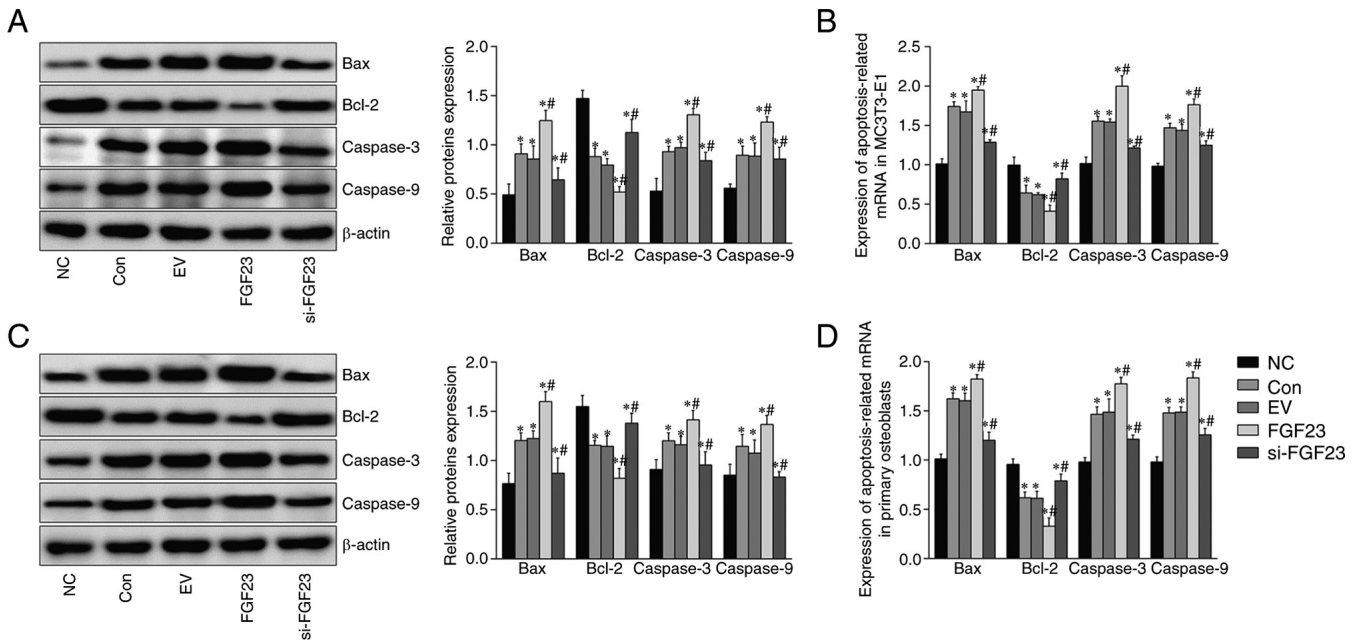 A
Bax
Bcl-2
Caspase-3
Caspase-9
β-actin
NC
Con
EV
FGF23
si-FGF23
Relative proteins expression
2.0
1.5
1.0
0.5
0.0
*
*
*#
*#
*
*
*#
*#
*
*
*#
*#
*
*
*#
*#
Bax
Bcl-2
Caspase-3
Caspase-9
B
Expression of apoptosis-related
mRNA in MC3T3-E1
2.5
2.0
1.5
1.0
0.5
0.0
*
*
*#
*#
*
*
*#
*#
*
*
*#
*#
*
*
*#
*#
Bax
Bcl-2
Caspase-3
Caspase-9
C
Bax
Bcl-2
Caspase-3
Caspase-9
β-actin
NC
Con
EV
FGF23
si-FGF23
Relative proteins expression
2.0
1.5
1.0
0.5
0.0
*
*
*#
*#
*
*
*#
*#
*
*
*#
*#
*
*
*#
*#
Bax
Bcl-2
Caspase-3
Caspase-9
D
Expression of apoptosis-related mRNA
in primary osteoblasts
2.0
1.5
1.0
0.5
0.0
*
*
*#
*#
*
*
*#
*#
*
*
*#
*#
*
*
*#
*#
Bax
Bcl-2
Caspase-3
Caspase-9
NC
Con
EV
FGF23
si-FGF23